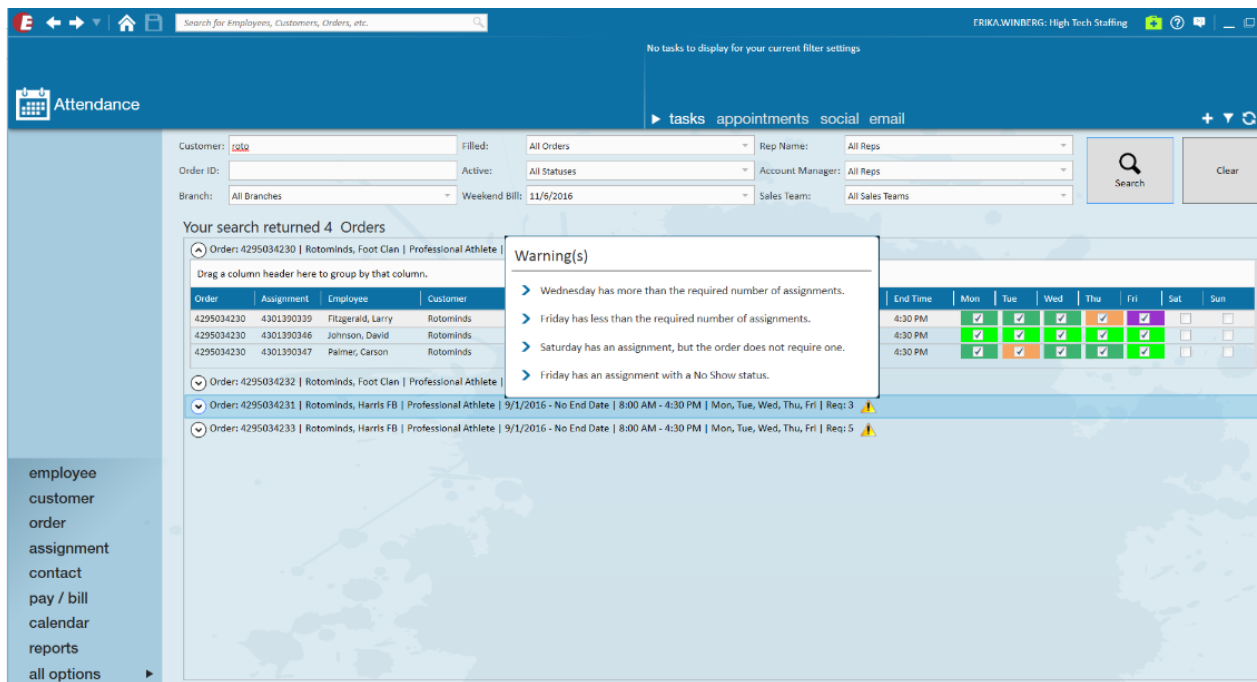 E
Search for Employees, Customers, Orders, etc.
ERIKA.WINBERG: High Tech Staffing
No tasks to display for your current filter settings
Attendance
tasks appointments social email
Customer: roto Filled: All Orders Rep Name: All Reps
Order ID: Active: All Statuses Account Manager: All Reps
Search Clear
Branch: All Branches Weekend Bill: 11/6/2016 Sales Team: All Sales Teams
Your search returned 4 Orders
Order: 4295034230 | Rotominds, Foot Clan | Professional Athlete |
Drag a column header here to group by that column.
Order Assignment Employee Customer End Time Mon Tue Wed Thu Fri Sat Sun
4295034230 4301390339 Fitzgerald, Larry Rotominds 4:30 PM
4295034230 4301390346 Johnson, David Rotominds 4:30 PM
4295034230 4301390347 Palmer, Carson Rotominds 4:30 PM
Warning(s)
Wednesday has more than the required number of assignments.
Friday has less than the required number of assignments.
Saturday has an assignment, but the order does not require one.
Friday has an assignment with a No Show status.
Order: 4295034232 | Rotominds, Foot Clan | Professional Athlete |
Order: 4295034231 | Rotominds, Harris FB | Professional Athlete | 9/1/2016 - No End Date | 8:00 AM - 4:30 PM | Mon, Tue, Wed, Thu, Fri | Req: 3
Order: 4295034233 | Rotominds, Harris FB | Professional Athlete | 9/1/2016 - No End Date | 8:00 AM - 4:30 PM | Mon, Tue, Wed, Thu, Fri | Req: 5
employee
customer
order
assignment
contact
pay / bill
calendar
reports
all options